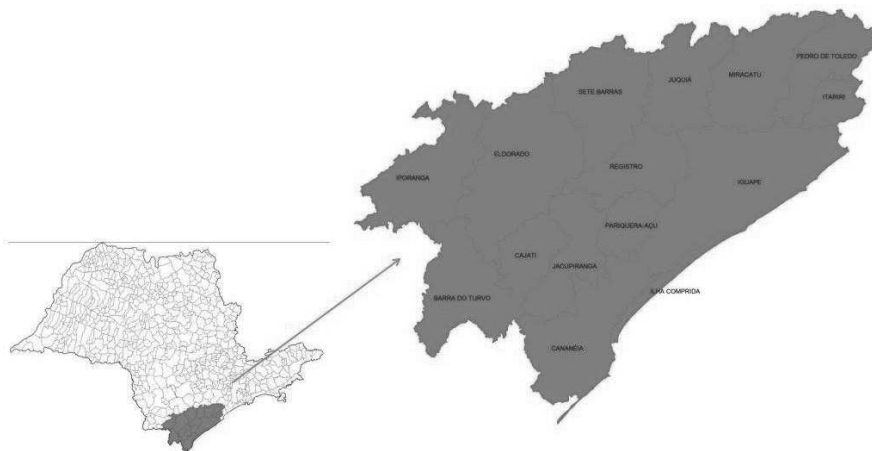 PEDRO DE TOLEDO
MIRACATU
JUQUIÁ
SETE BARRAS
ITARIRI
ELDORADO
REGISTRO
IPORANGA
IGUAPE
PARIQUERA-AÇU
CAJATI
JACUPIRANGA
ILHA COMPRIDA
BARRA DO TURVO
CANANÉIA